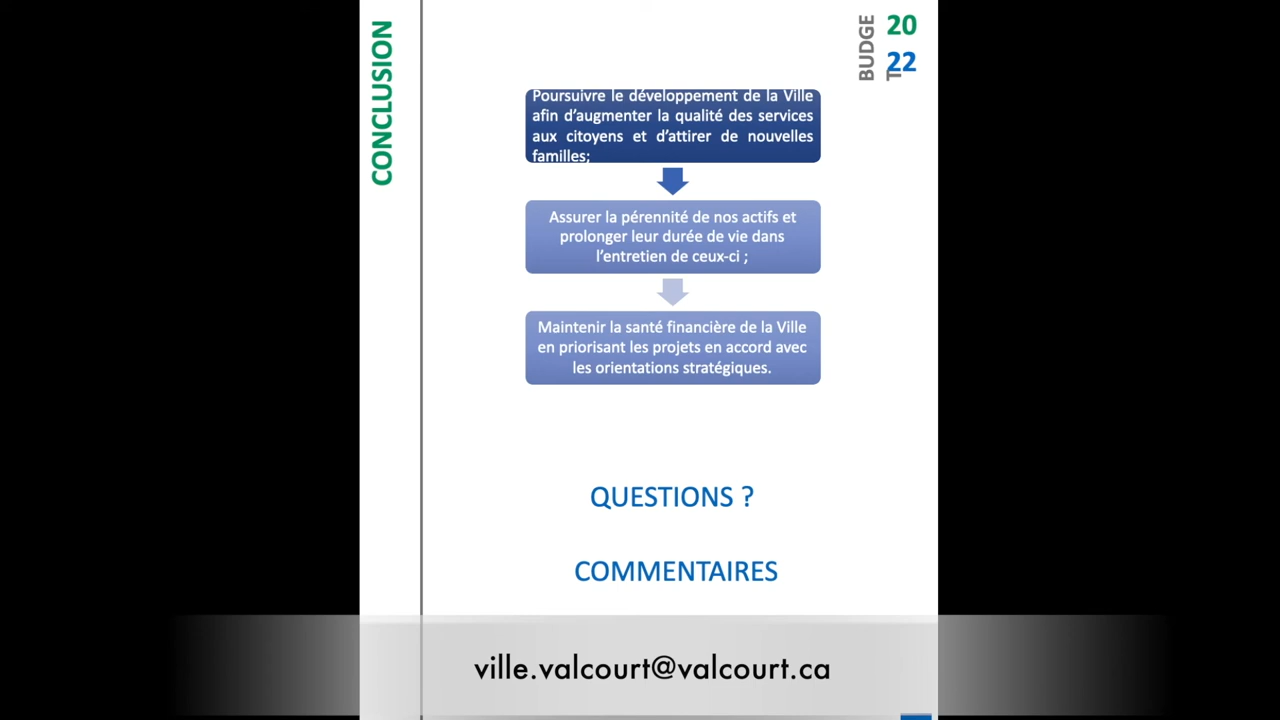 CONCLUSION
BUDGET
20
22
Poursuivre le développement de la Ville
afin d’augmenter la qualité des services
aux citoyens et d’attirer de nouvelles
familles;
Assurer la pérennité de nos actifs et
prolonger leur durée de vie dans
l’entretien de ceux-ci ;
Maintenir la santé financière de la Ville
en priorisant les projets en accord avec
les orientations stratégiques.
QUESTIONS ?
COMMENTAIRES
ville.valcourt@valcourt.ca